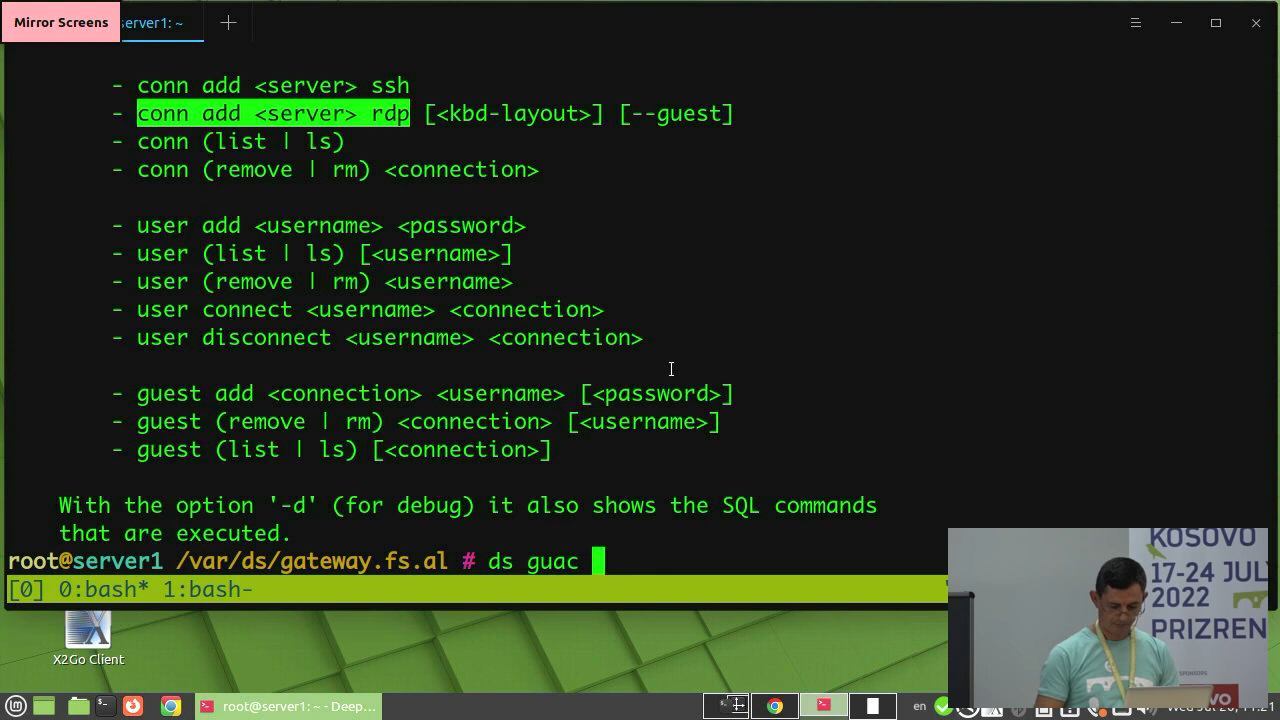 Mirror Screens
server1: ~
- conn add <server> ssh
- conn add <server> rdp [<kbd-layout>] [--guest]
- conn (list | ls)
- conn (remove | rm) <connection>
- user add <username> <password>
- user (list | ls) [<username>]
- user (remove | rm) <username>
- user connect <username> <connection>
- user disconnect <username> <connection>
- guest add <connection> <username> [<password>]
- guest (remove | rm) <connection> [<username>]
- guest (list | ls) [<connection>]
With the option '-d' (for debug) it also shows the SQL commands
that are executed.
root@server1 /var/ds/gateway.fs.al # ds guac
[0] 0:bash* 1:bash-
KOSOVO
17-24 JUL
2022
PRIZREN
SPONSORS
X2Go Client
root@server1: ~ - Deep...
en